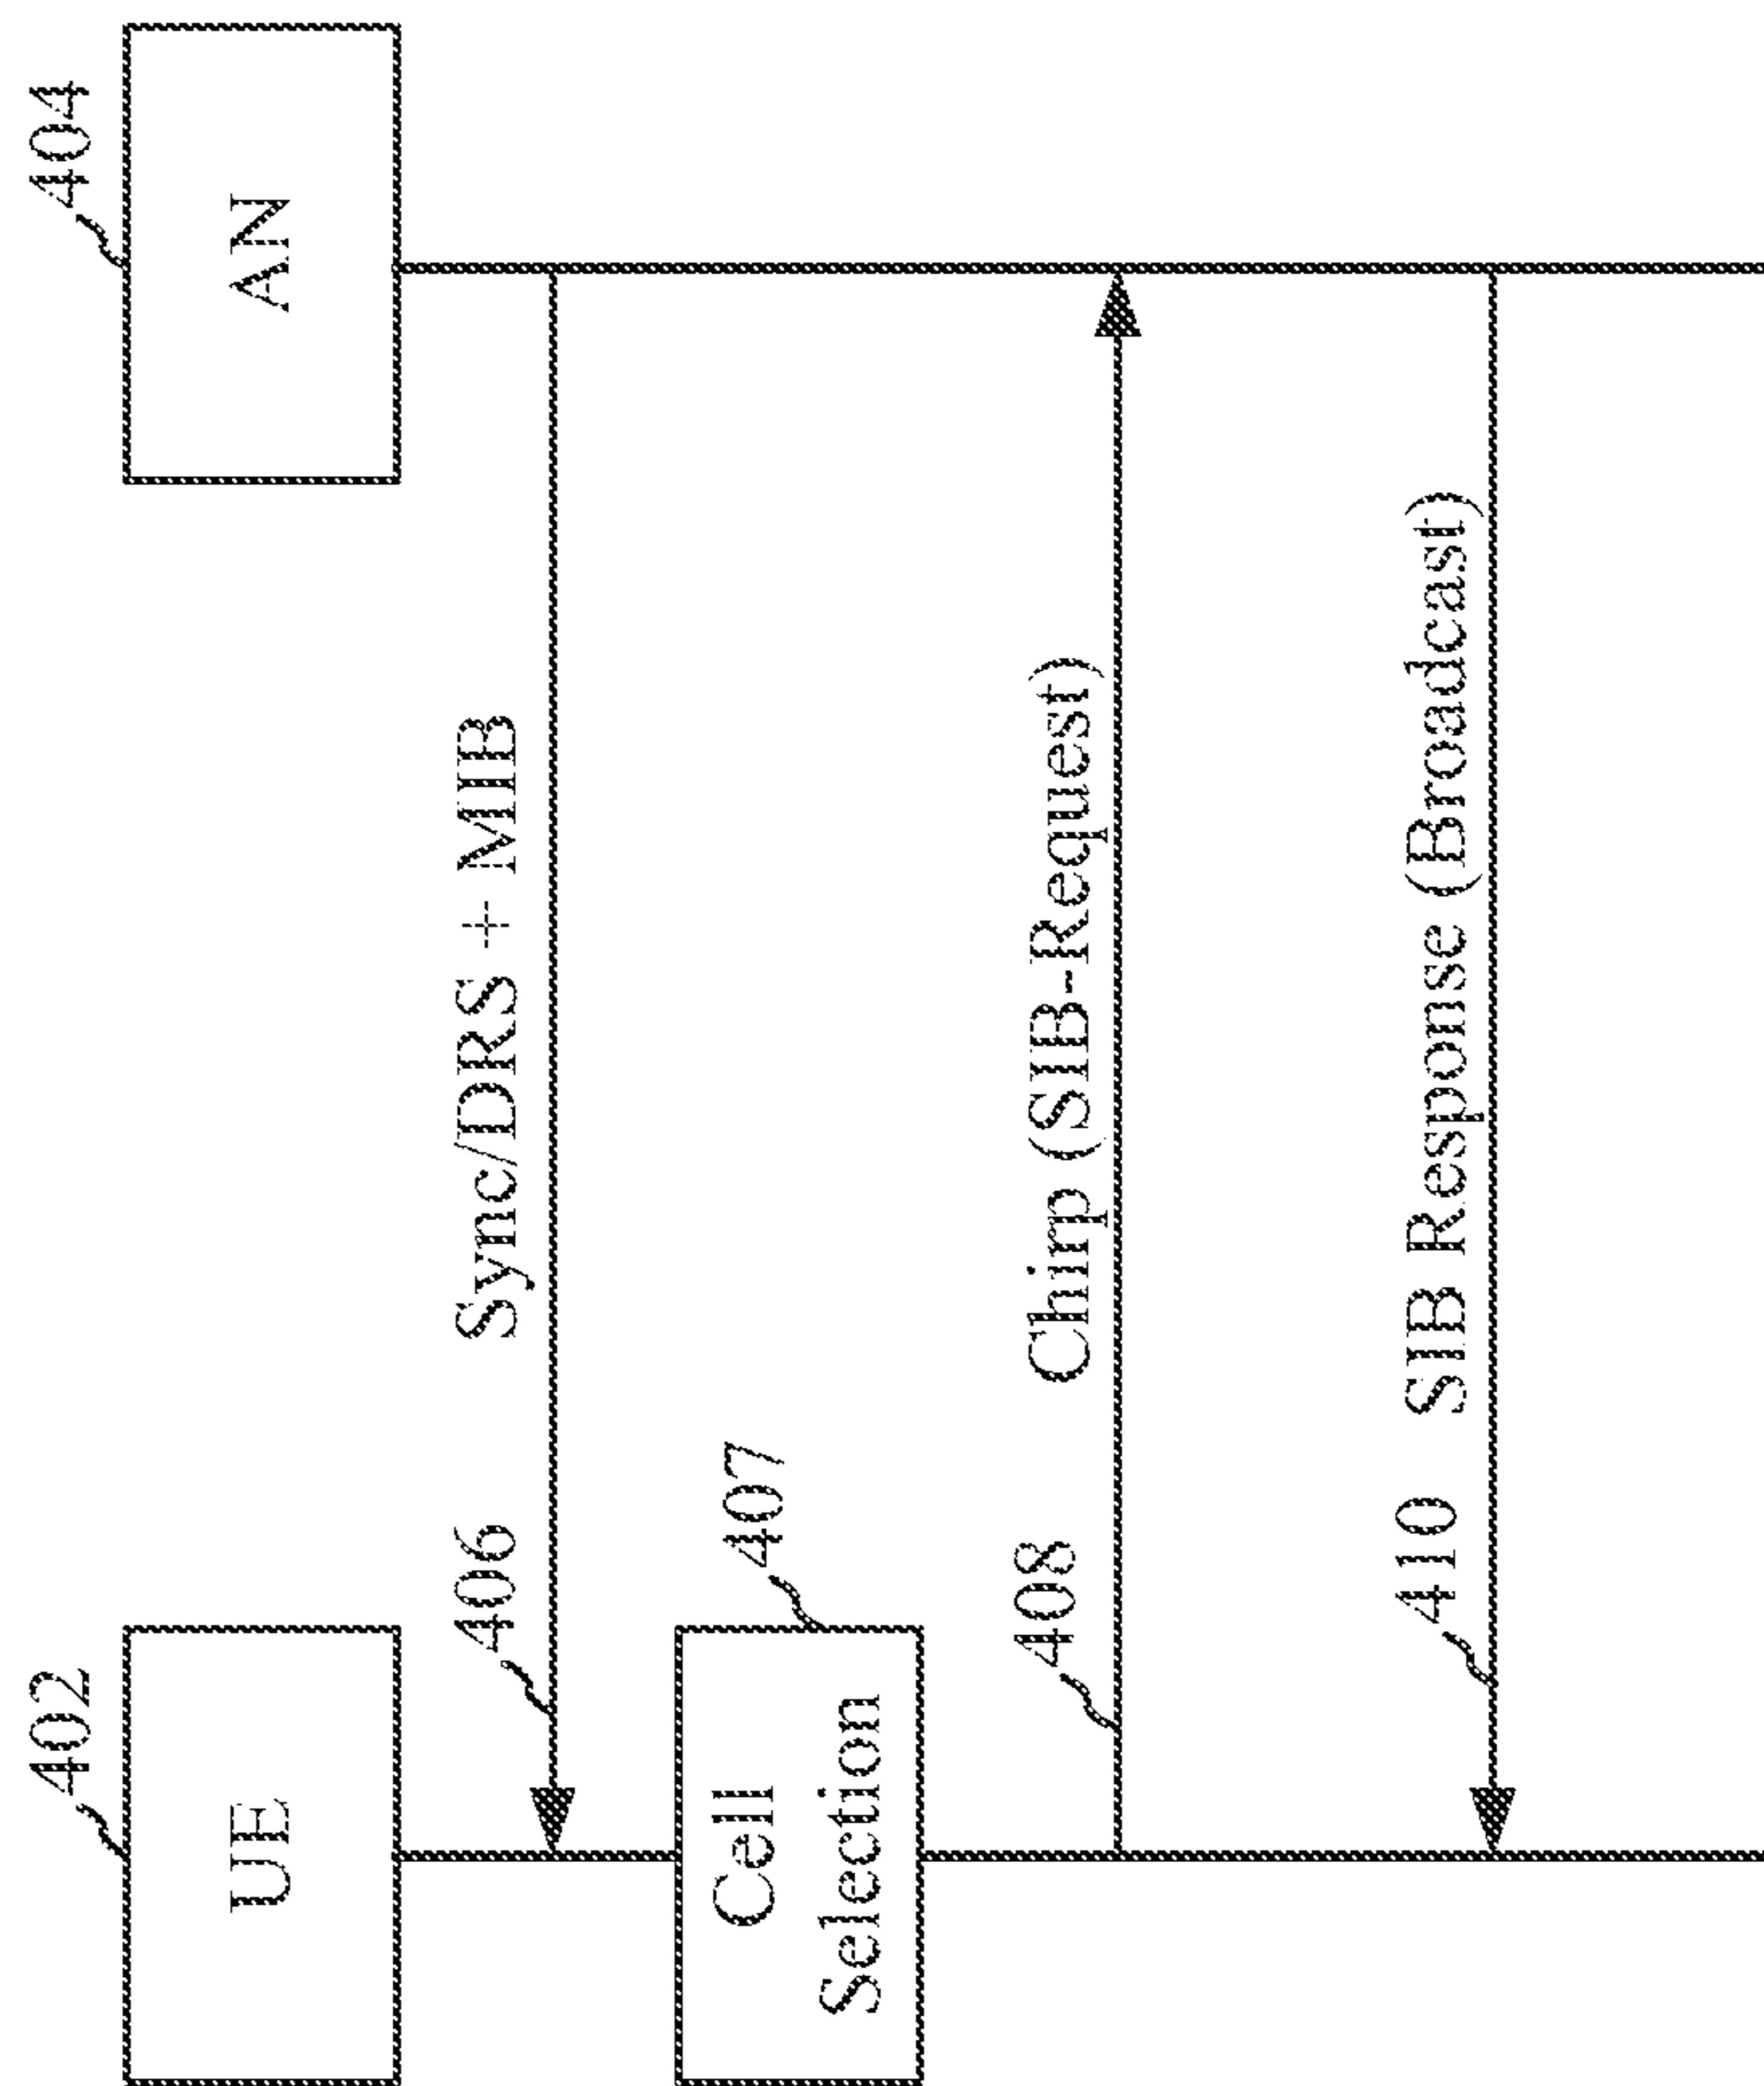 402
UE
404
AN
406
Sync/DRS + MIB
407
Cell
Selection
408
Chirp (SIB-Request)
410
SIB Response (Broadcast)